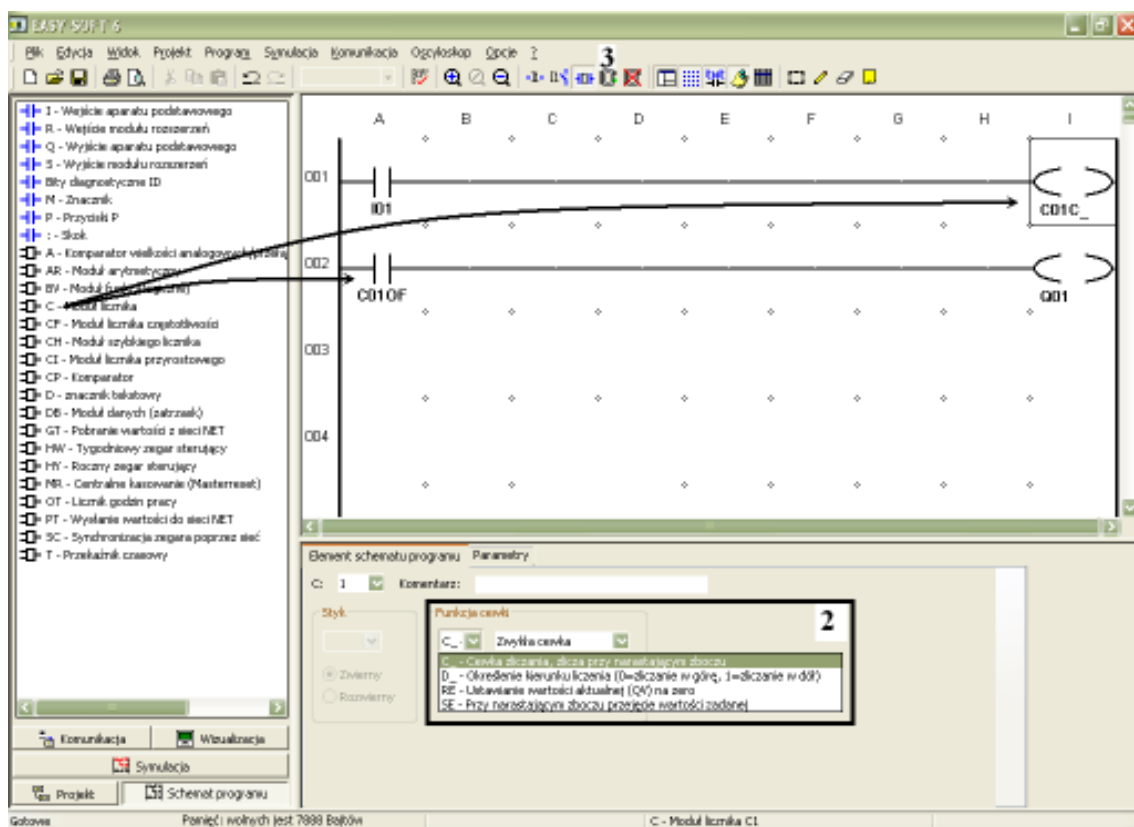 EASY-SOFT 6
Plik Edycja Widok Projekt Program Symulacja Komunikacja Oscyloskop Opcje ?
3
I - Wejście aparatu podstawowego
R - Wejście modułu rozszerzeń
Q - Wyjście aparatu podstawowego
S - Wyjście modułu rozszerzeń
Bity diagnostyczne ID
M - Znacznik
P - Przyciski P
: - Skok
A - Komparator wielkości analogowych
AR - Moduł arytmetyczny
BV - Moduł
C - Moduł licznika
CF - Moduł licznika częstotliwości
CH - Moduł szybkiego licznika
CI - Moduł licznika przyrostowego
CP - Komparator
D - znacznik tekstowy
DB - Moduł danych (zatrzask)
GT - Pobranie wartości z sieci NET
HW - Tygodniowy zegar sterujący
HY - Roczny zegar sterujący
MR - Centralne kasowanie (Masterreset)
OT - Licznik godzin pracy
PT - Wysłanie wartości do sieci NET
SC - Synchronizacja zegara poprzez sieć
T - Przekaźnik czasowy
Komunikacja Wizualizacja
Symulacja
Projekt Schemat programu
A B C D E F G H I
001
I01 C01C_
002
C01OF Q01
003
004
Element schematu programu Parametry
C: 1 Komentarz:
Styk
Zwierny
Rozwierny
Funkcja cewki
2
C_ - Zwykła cewka
C_ - Cewka zliczania, zlicza przy narastającym zboczu
D_ - Określenie kierunku liczenia (0=zliczanie w górę, 1=zliczanie w dół)
RE - Ustawianie wartości aktualnej (QV) na zero
SE - Przy narastającym zboczu przejęcie wartości zadanej
Gotowe Pamięć: wolnych jest 7888 Bajtów C - Moduł licznika C1